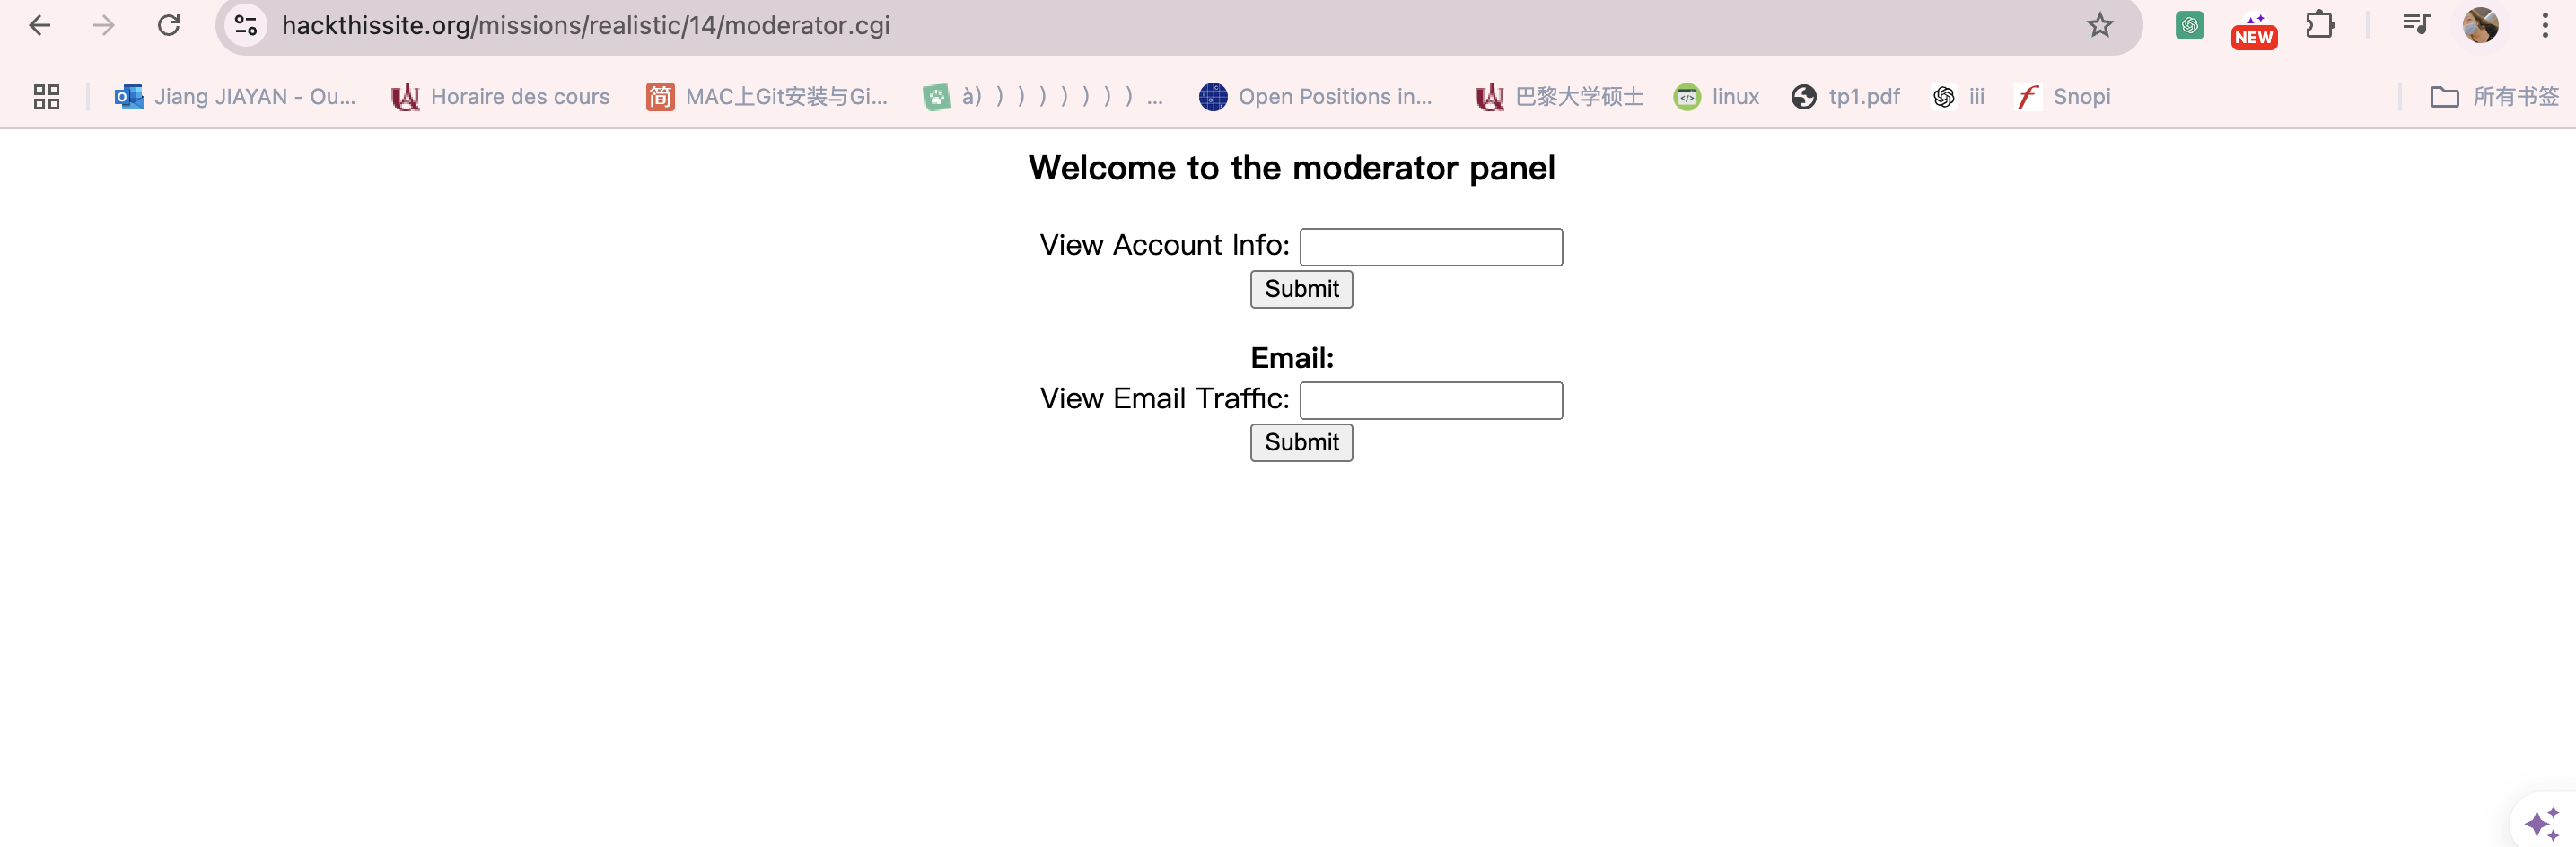 hackthissite.org/missions/realistic/14/moderator.cgi
NEW
Jiang JIAYAN - Ou...
Horaire des cours
简 MAC上Git安装与Gi...
à) ) ) ) ) ) ) ) ...
Open Positions in...
巴黎大学硕士
linux
tp1.pdf
iii
Snopi
所有书签
Welcome to the moderator panel
View Account Info:
Submit
Email:
View Email Traffic:
Submit